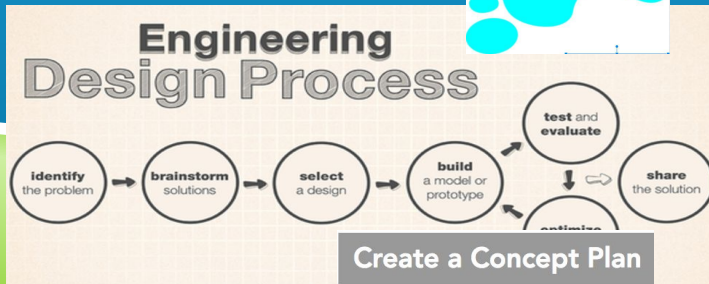 Engineering
Design Process
identify
the problem
brainstorm
solutions
select
a design
build
a model or
prototype
test and
evaluate
share
the solution
optimize
Create a Concept Plan